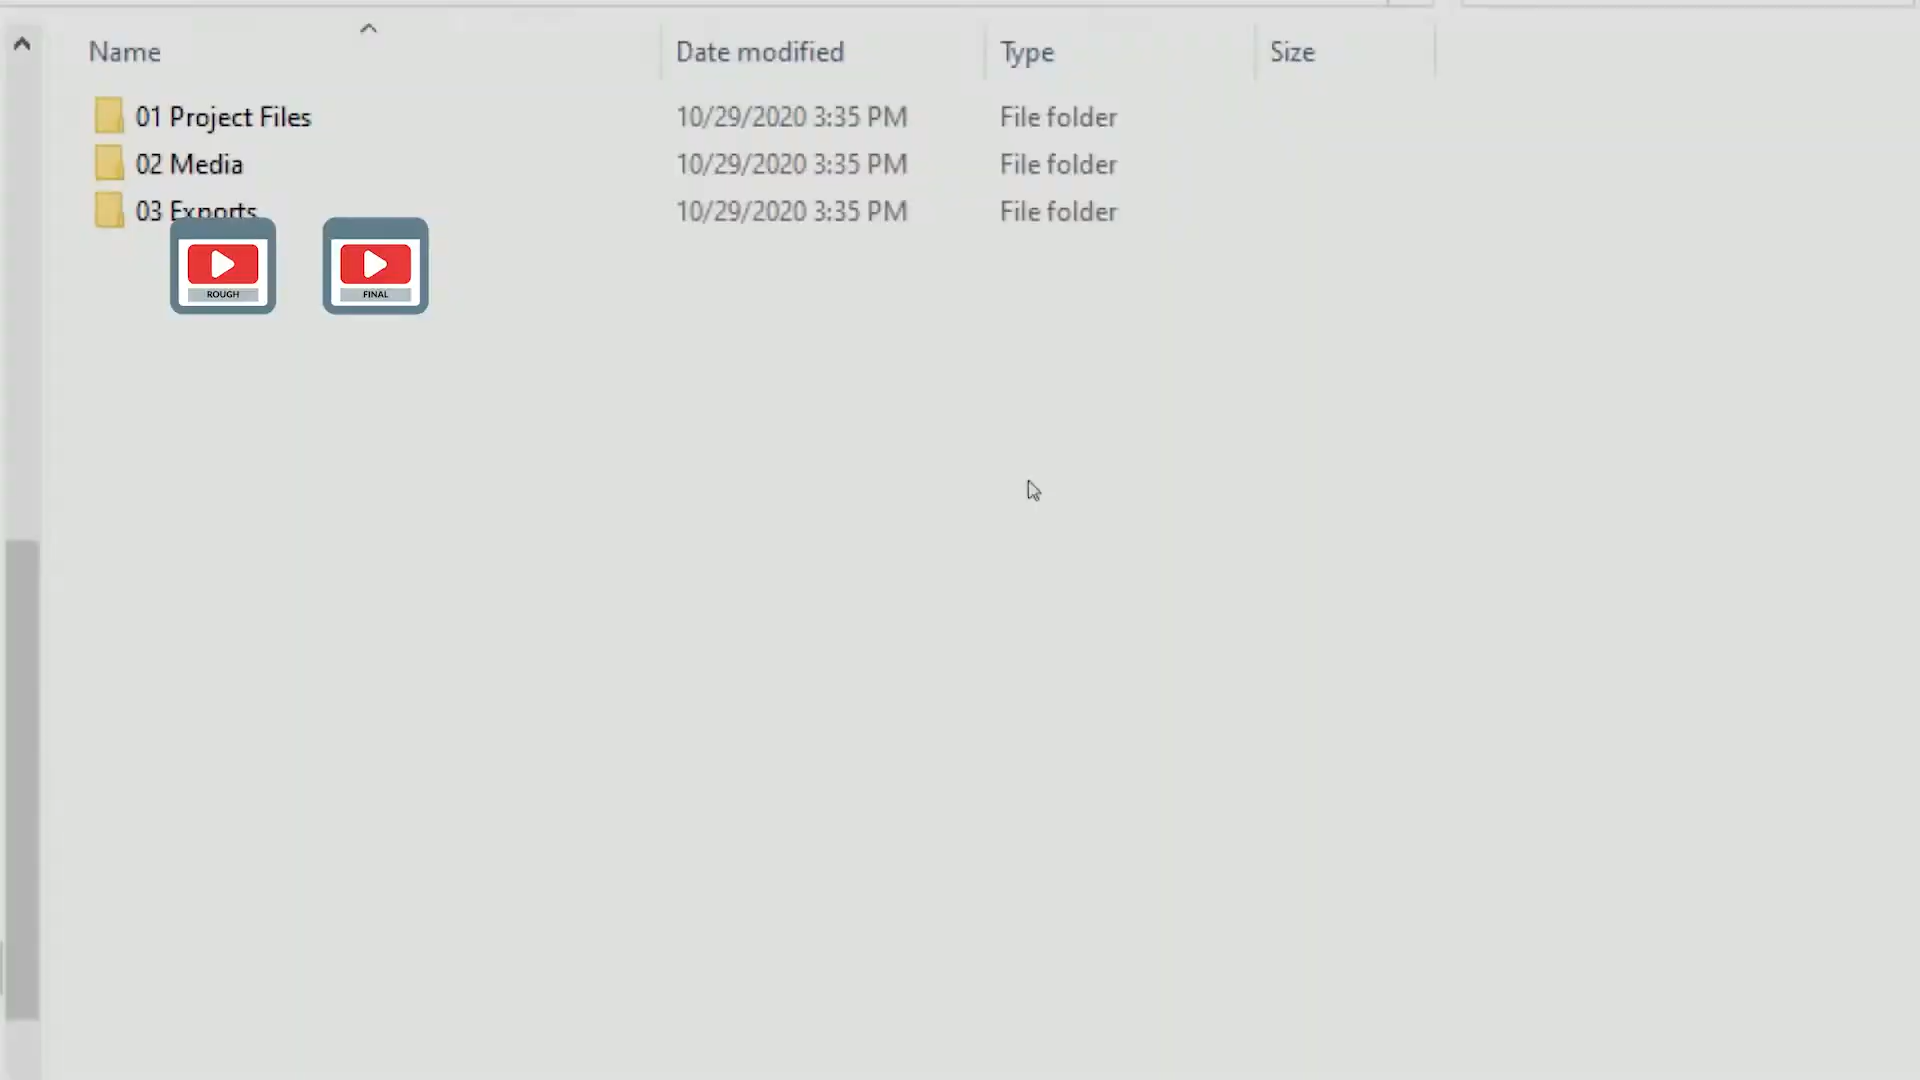 Name Date modified Type Size
01 Project Files 10/29/2020 3:35 PM File folder
02 Media 10/29/2020 3:35 PM File folder
03 Exports 10/29/2020 3:35 PM File folder
ROUGH FINAL